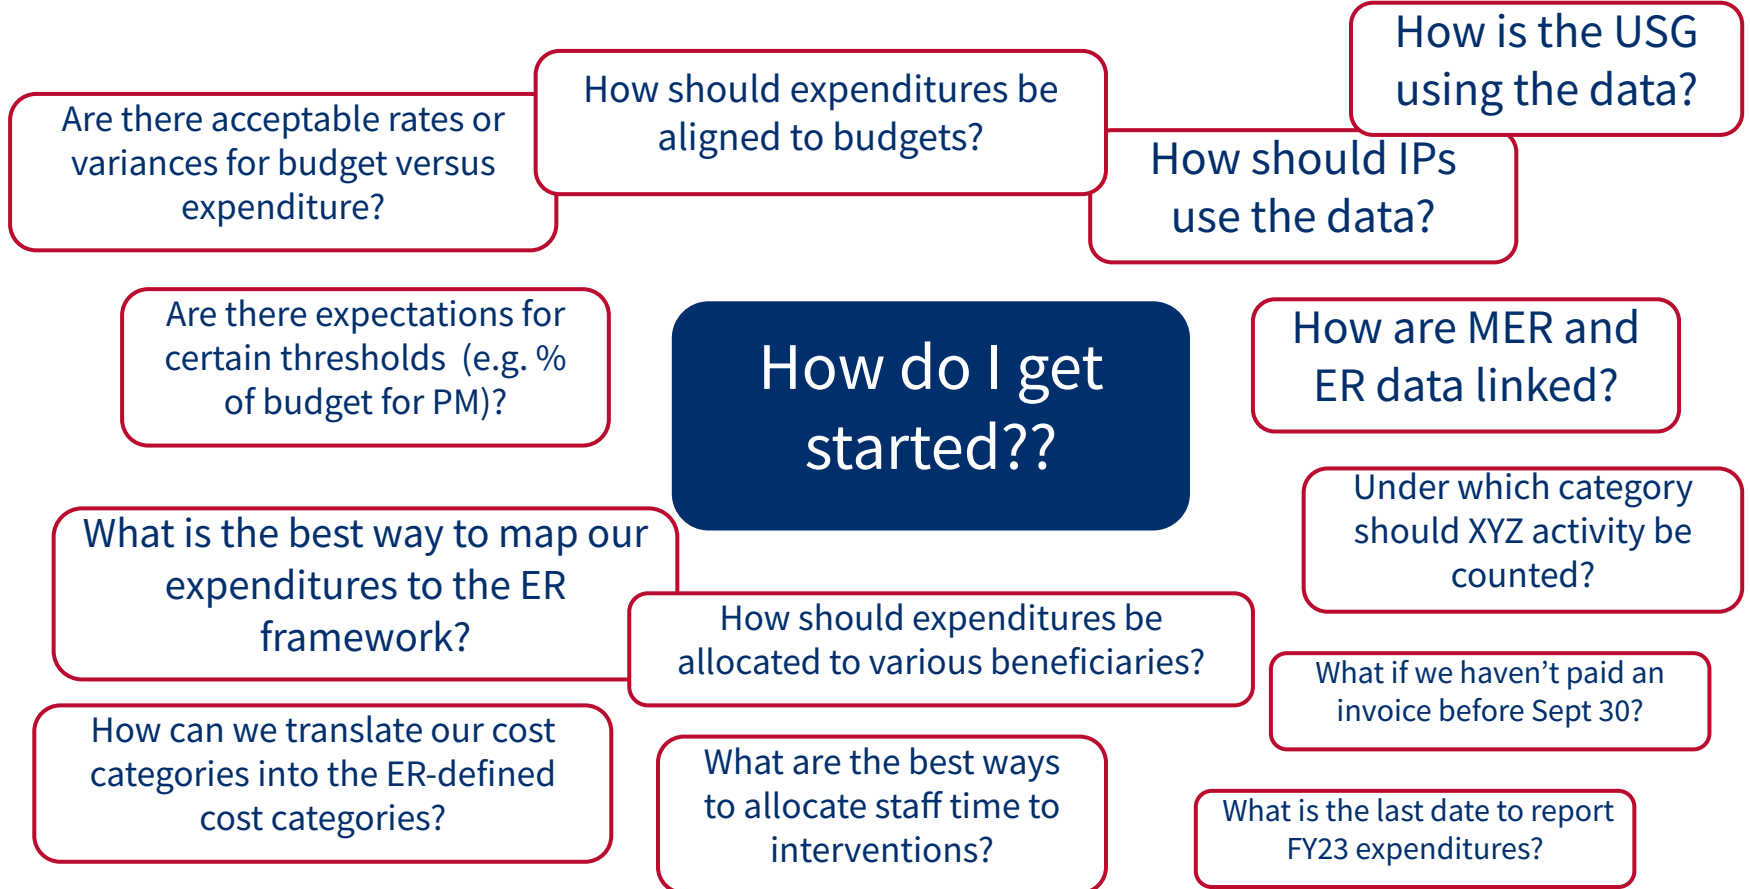 How is the USG
using the data?
How should expenditures be
aligned to budgets?
Are there acceptable rates or
variances for budget versus
expenditure?
How should IPs
use the data?
Are there expectations for
certain thresholds  (e.g. %
of budget for PM)?
How do I get
started??
How are MER and
ER data linked?
Under which category
should XYZ activity be
counted?
What is the best way to map our
expenditures to the ER
framework?
How should expenditures be
allocated to various beneficiaries?
What if we haven’t paid an
invoice before Sept 30?
How can we translate our cost
categories into the ER-defined
cost categories?
What are the best ways
to allocate staff time to
interventions?
What is the last date to report
FY23 expenditures?